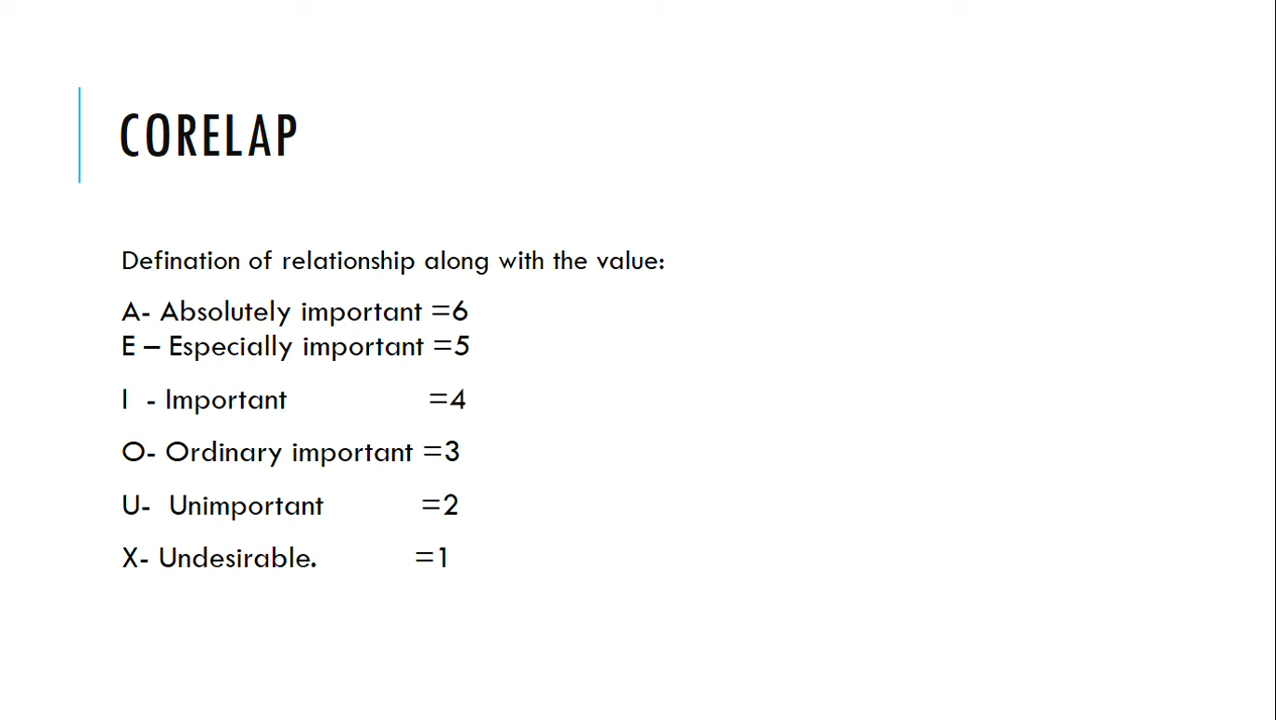 CORELAP
Defination of relationship along with the value:
A- Absolutely important =6
E – Especially important =5
I - Important =4
O- Ordinary important =3
U- Unimportant =2
X- Undesirable. =1